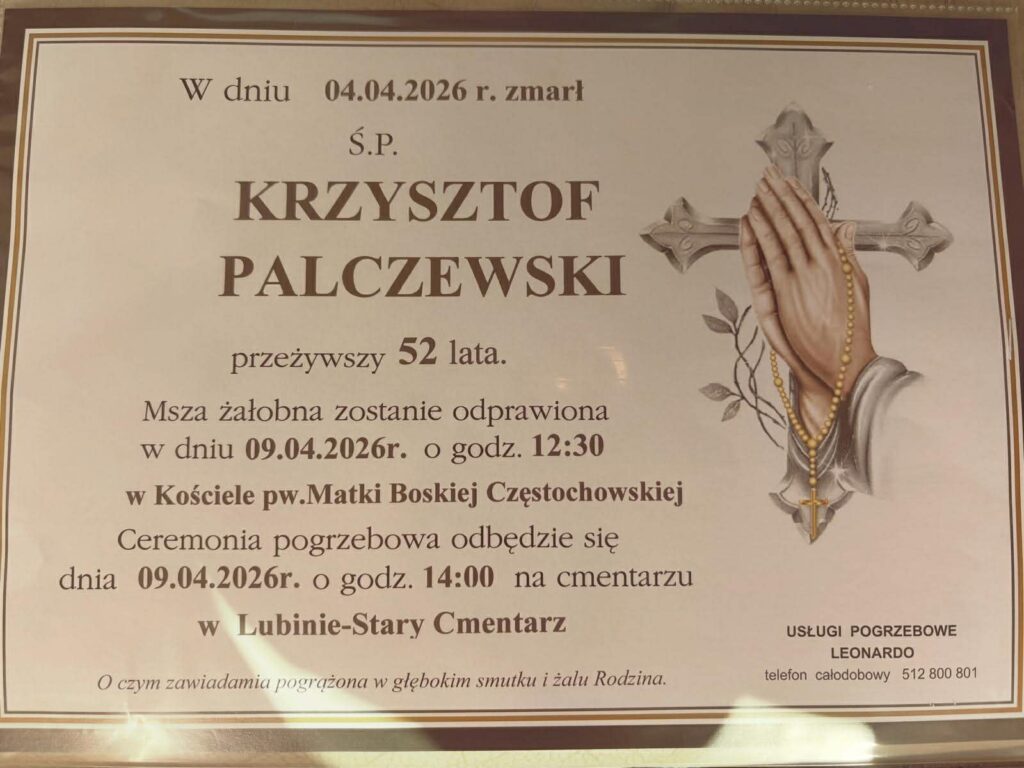 W dniu 04.04.2026 r. zmarł
Ś.P.
KRZYSZTOF
PALCZEWSKI
przeżywszy 52 lata.
Msza żałobna zostanie odprawiona
w dniu 09.04.2026r. o godz. 12:30
w Kościele pw.Matki Boskiej Częstochowskiej
Ceremonia pogrzebowa odbędzie się
dnia 09.04.2026r. o godz. 14:00 na cmentarzu
w Lubinie-Stary Cmentarz
O czym zawiadamia pogrążona w głębokim smutku i żalu Rodzina.
USŁUGI POGRZEBOWE
LEONARDO
telefon całodobowy 512 800 801